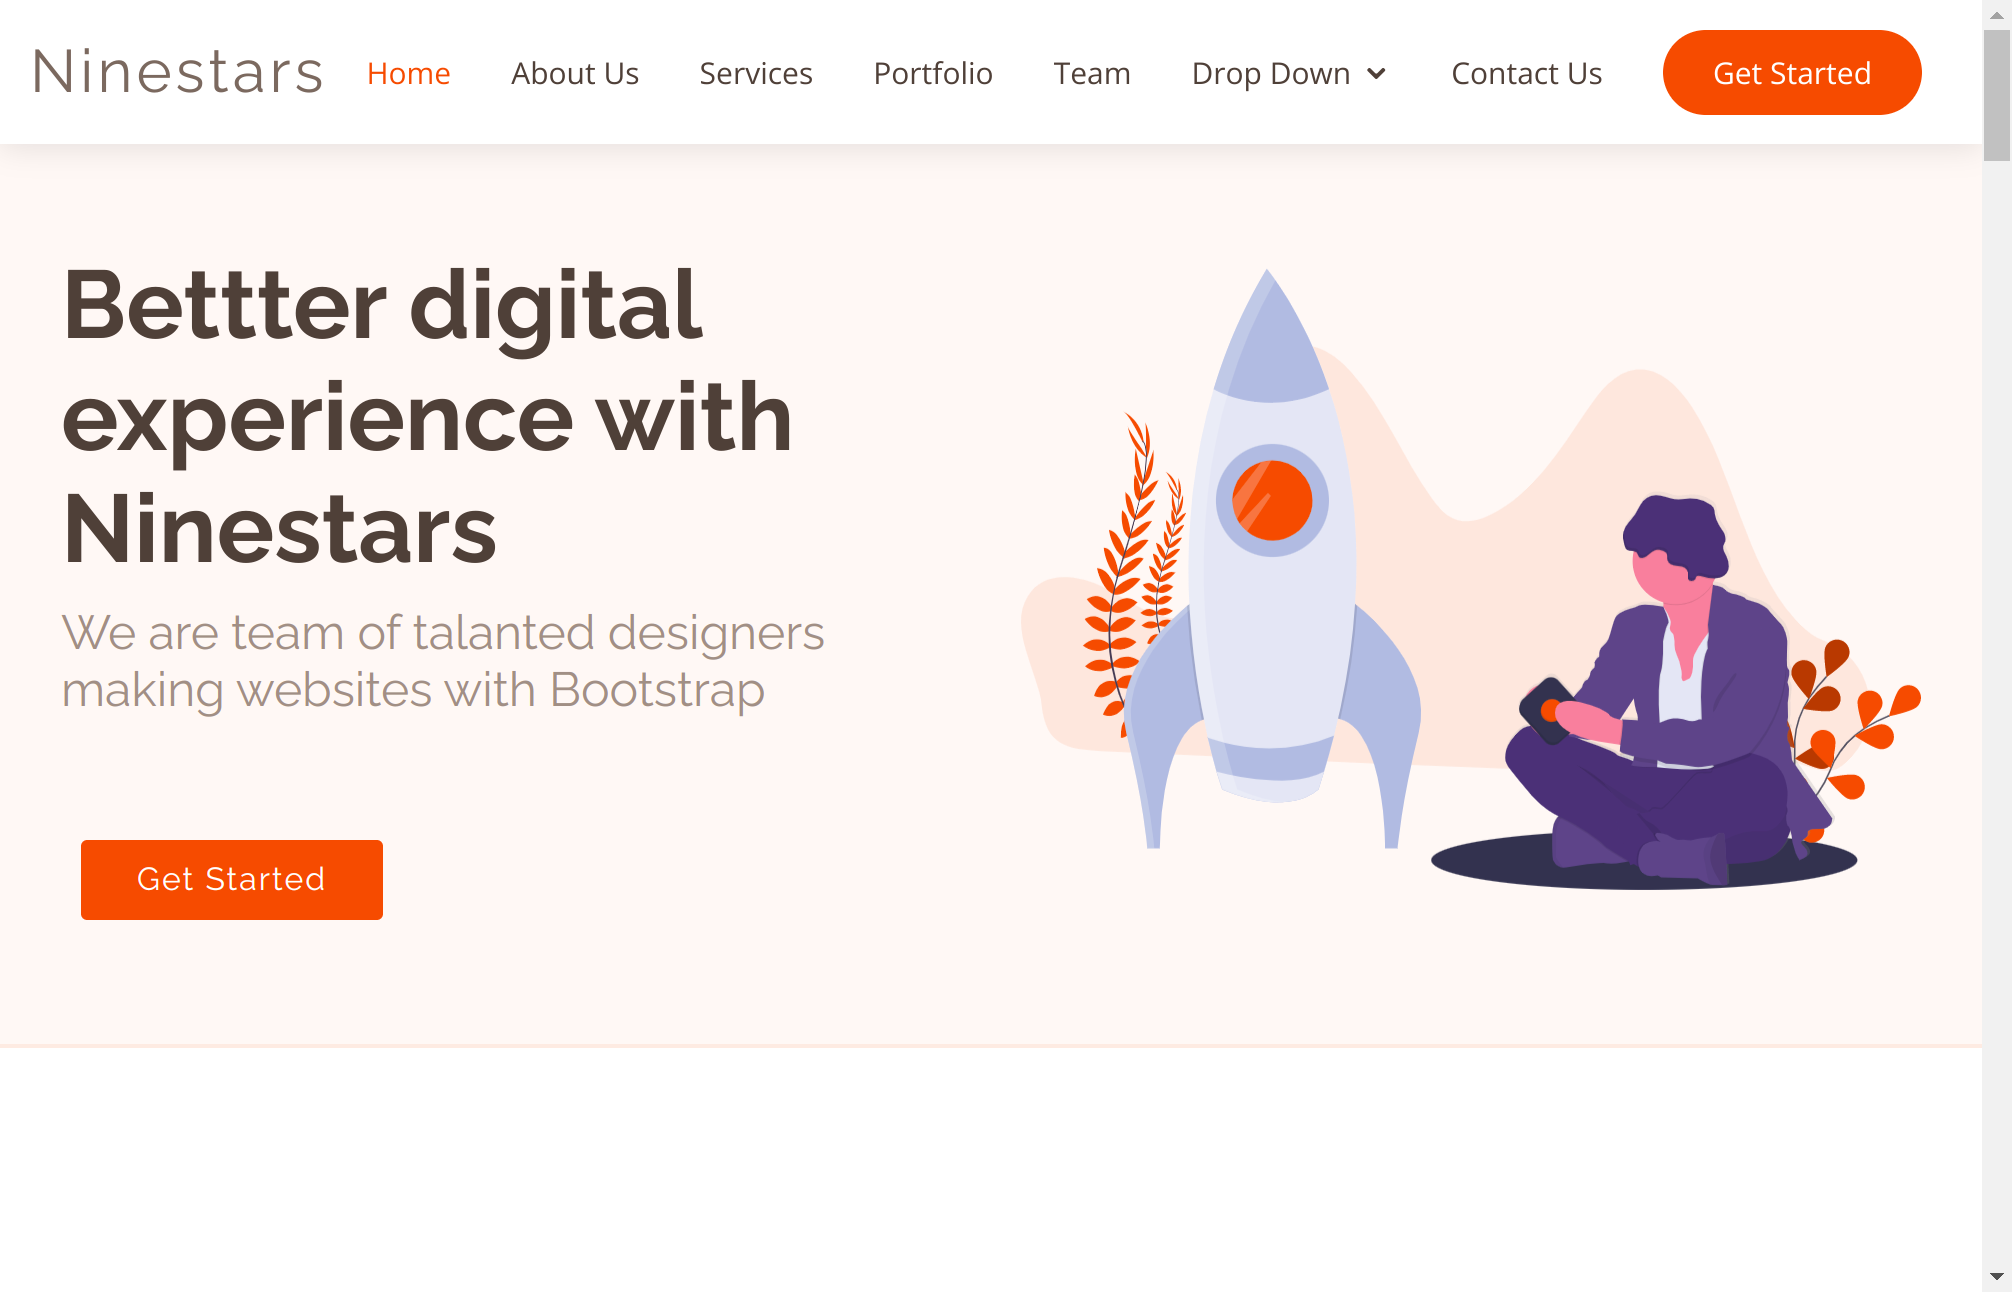 Ninestars Home About Us Services Portfolio Team Drop Down Contact Us Get Started
Bettter digital
experience with
Ninestars
We are team of talanted designers
making websites with Bootstrap
Get Started